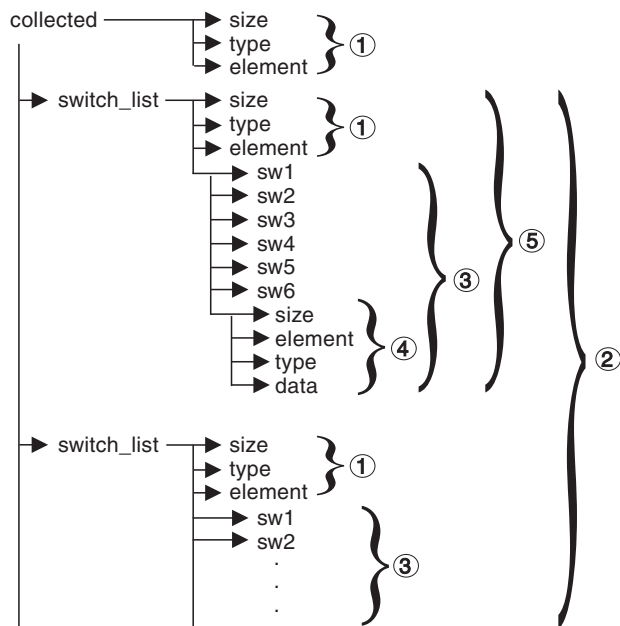 collected
size
type
element
①
switch_list
size
type
element
①
sw1
sw2
sw3
sw4
sw5
sw6
size
element
type
data
④
③
⑤
②
switch_list
size
type
element
①
sw1
sw2
.
.
.
③